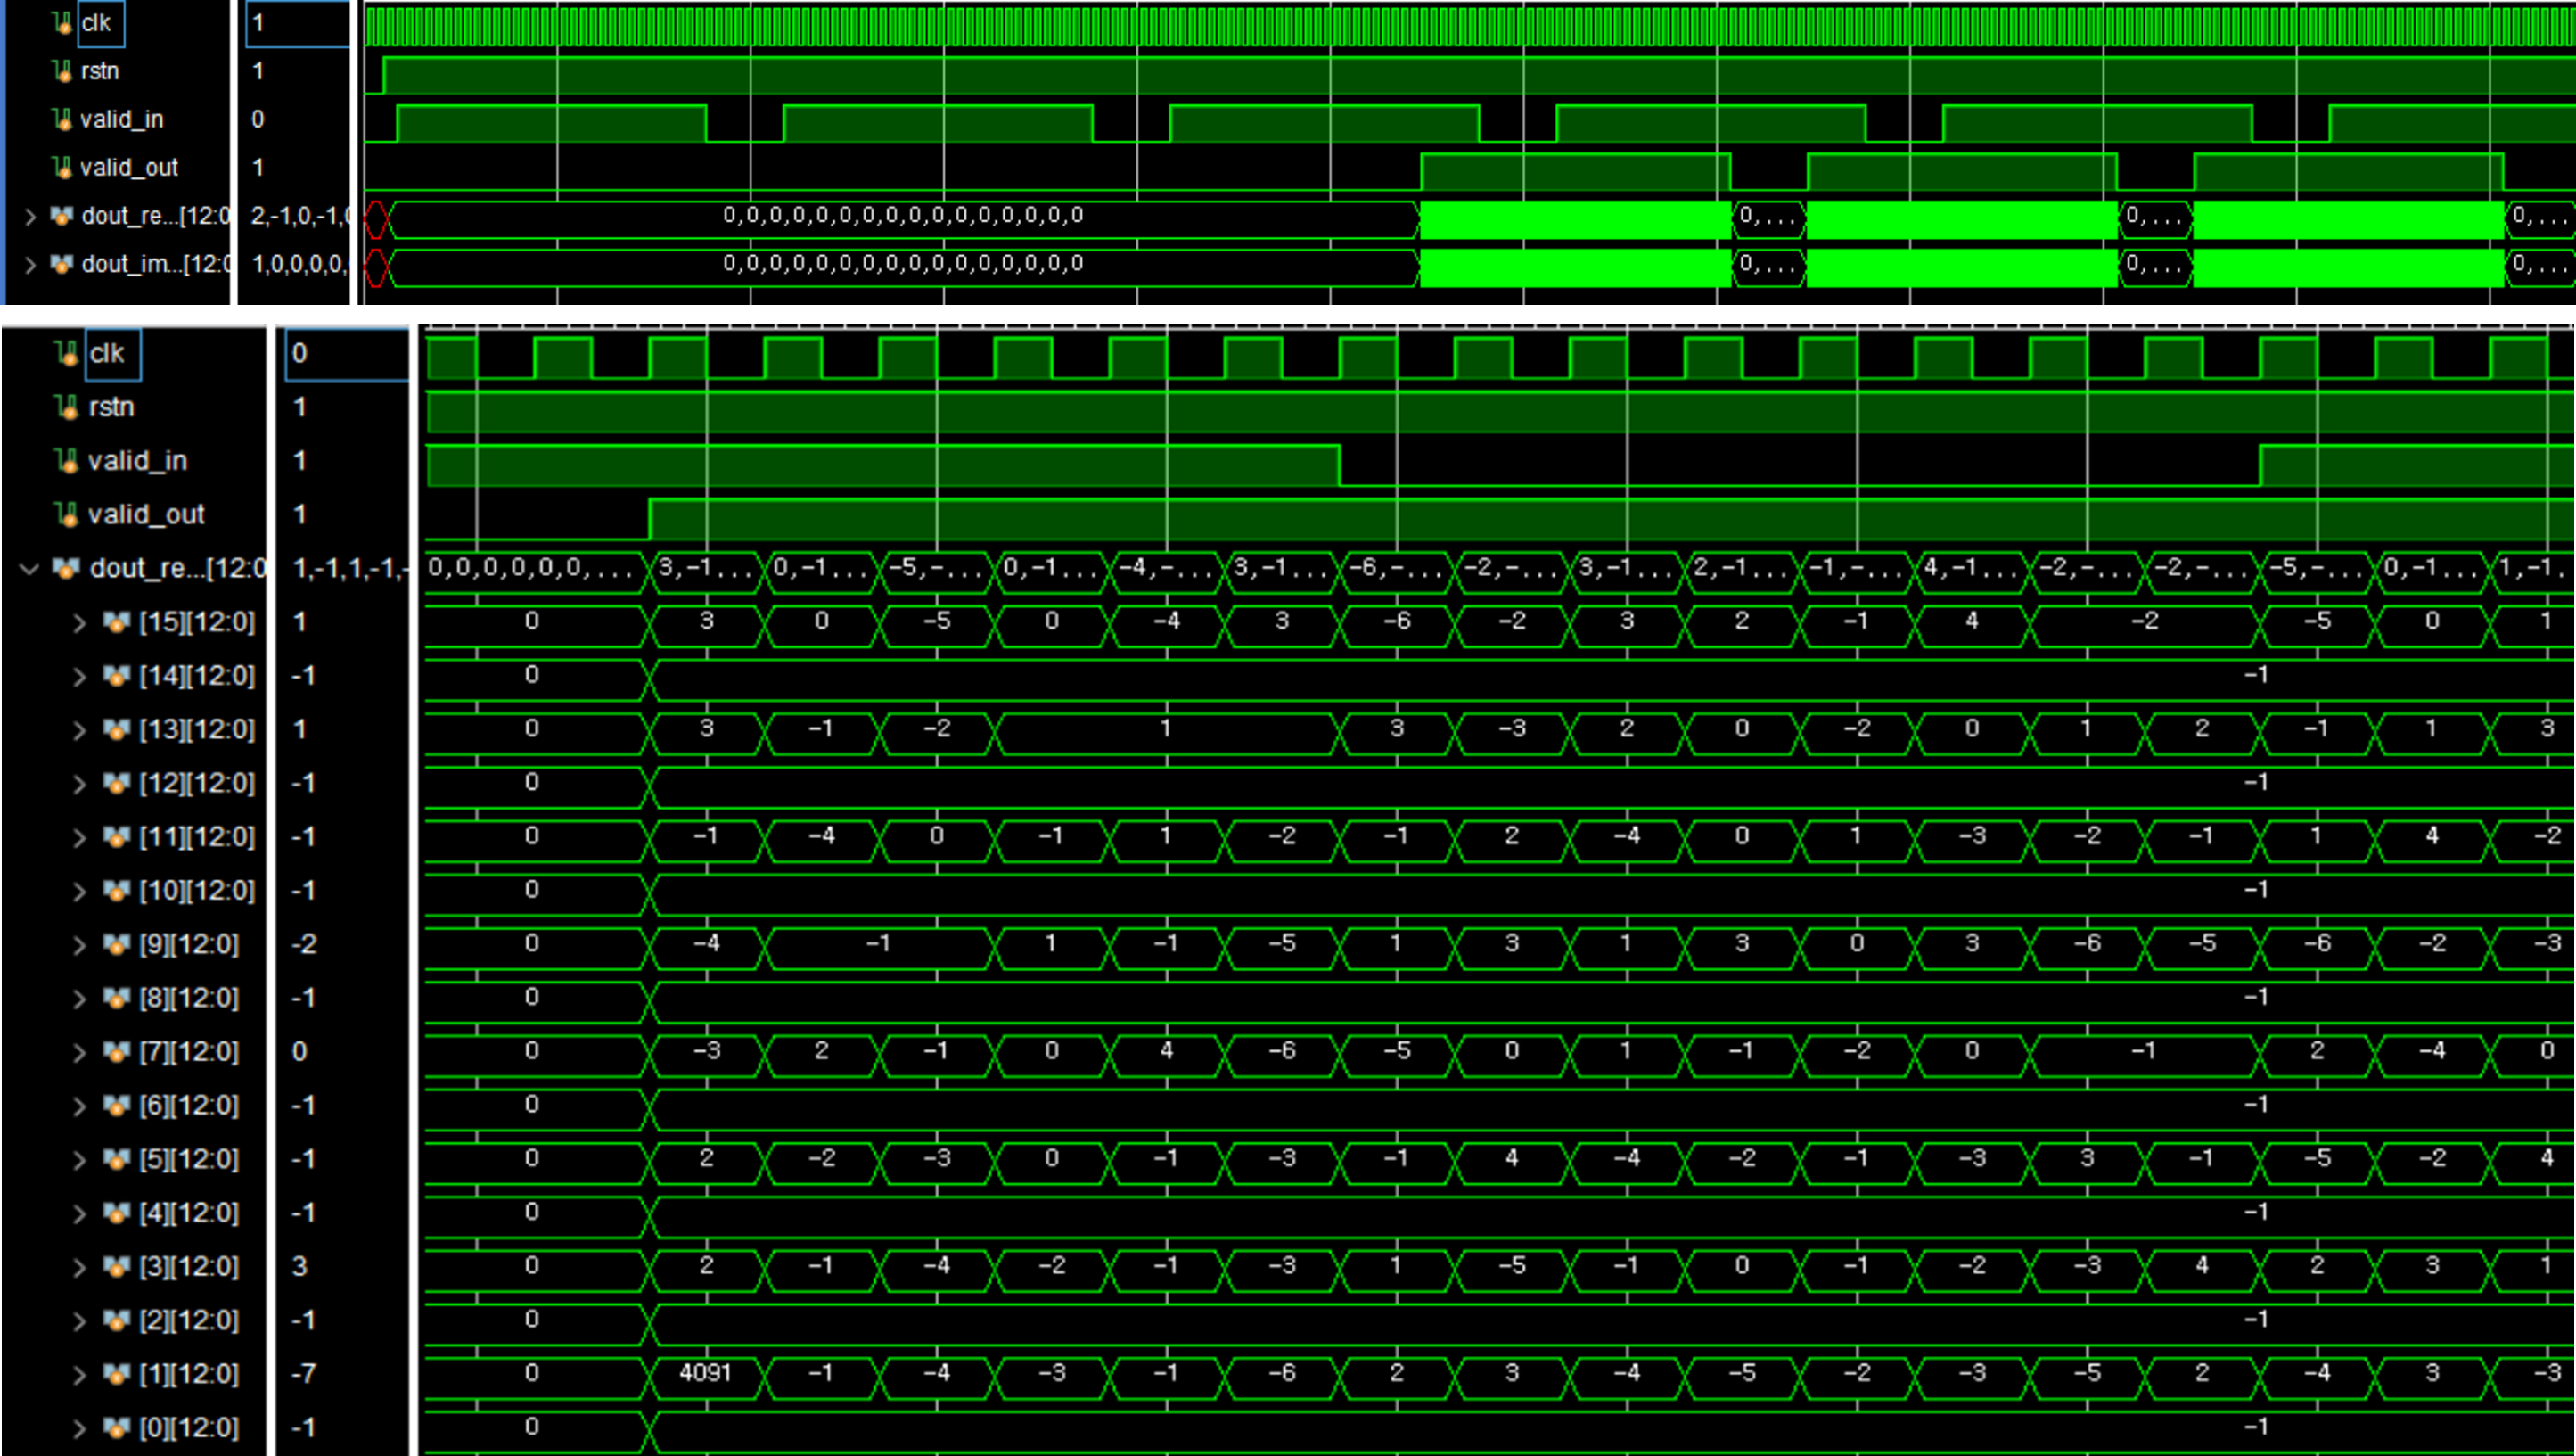 clk 1
rstn 1
valid_in 0
valid_out 1
dout_re...[12:0 2,-1,0,-1,0 0,0,0,0,0,0,0,0,0,0,0,0,0,0,0,0 0,... 0,... 0,...
dout_im...[12:0 1,0,0,0,0, 0,0,0,0,0,0,0,0,0,0,0,0,0,0,0,0 0,... 0,... 0,...
clk 0
rstn 1
valid_in 1
valid_out 1
dout_re...[12:0 1,-1,1,-1,- 0,0,0,0,0,0,... 3,-1... 0,-1... -5,-... 0,-1... -4,-... 3,-1... -6,-... -2,-... 3,-1... 2,-1... -1,-... 4,-1... -2,-... -2,-... -5,-... 0,-1... 1,-1.
[15][12:0] 1 0 3 0 -5 0 -4 3 -6 -2 3 2 -1 4 -2 -5 0 1
[14][12:0] -1 0 -1
[13][12:0] 1 0 3 -1 -2 1 3 -3 2 0 -2 0 1 2 -1 1 3
[12][12:0] -1 0 -1
[11][12:0] -1 0 -1 -4 0 -1 1 -2 -1 2 -4 0 1 -3 -2 -1 1 4 -2
[10][12:0] -1 0 -1
[9][12:0] -2 0 -4 -1 1 -1 -5 1 3 1 3 0 3 -6 -5 -6 -2 -3
[8][12:0] -1 0 -1
[7][12:0] 0 0 -3 2 -1 0 4 -6 -5 0 1 -1 -2 0 -1 2 -4 0
[6][12:0] -1 0 -1
[5][12:0] -1 0 2 -2 -3 0 -1 -3 -1 4 -4 -2 -1 -3 3 -1 -5 -2 4
[4][12:0] -1 0 -1
[3][12:0] 3 0 2 -1 -4 -2 -1 -3 1 -5 -1 0 -1 -2 -3 4 2 3 1
[2][12:0] -1 0 -1
[1][12:0] -7 0 4091 -1 -4 -3 -1 -6 2 3 -4 -5 -2 -3 -5 2 -4 3 -3
[0][12:0] -1 0 -1